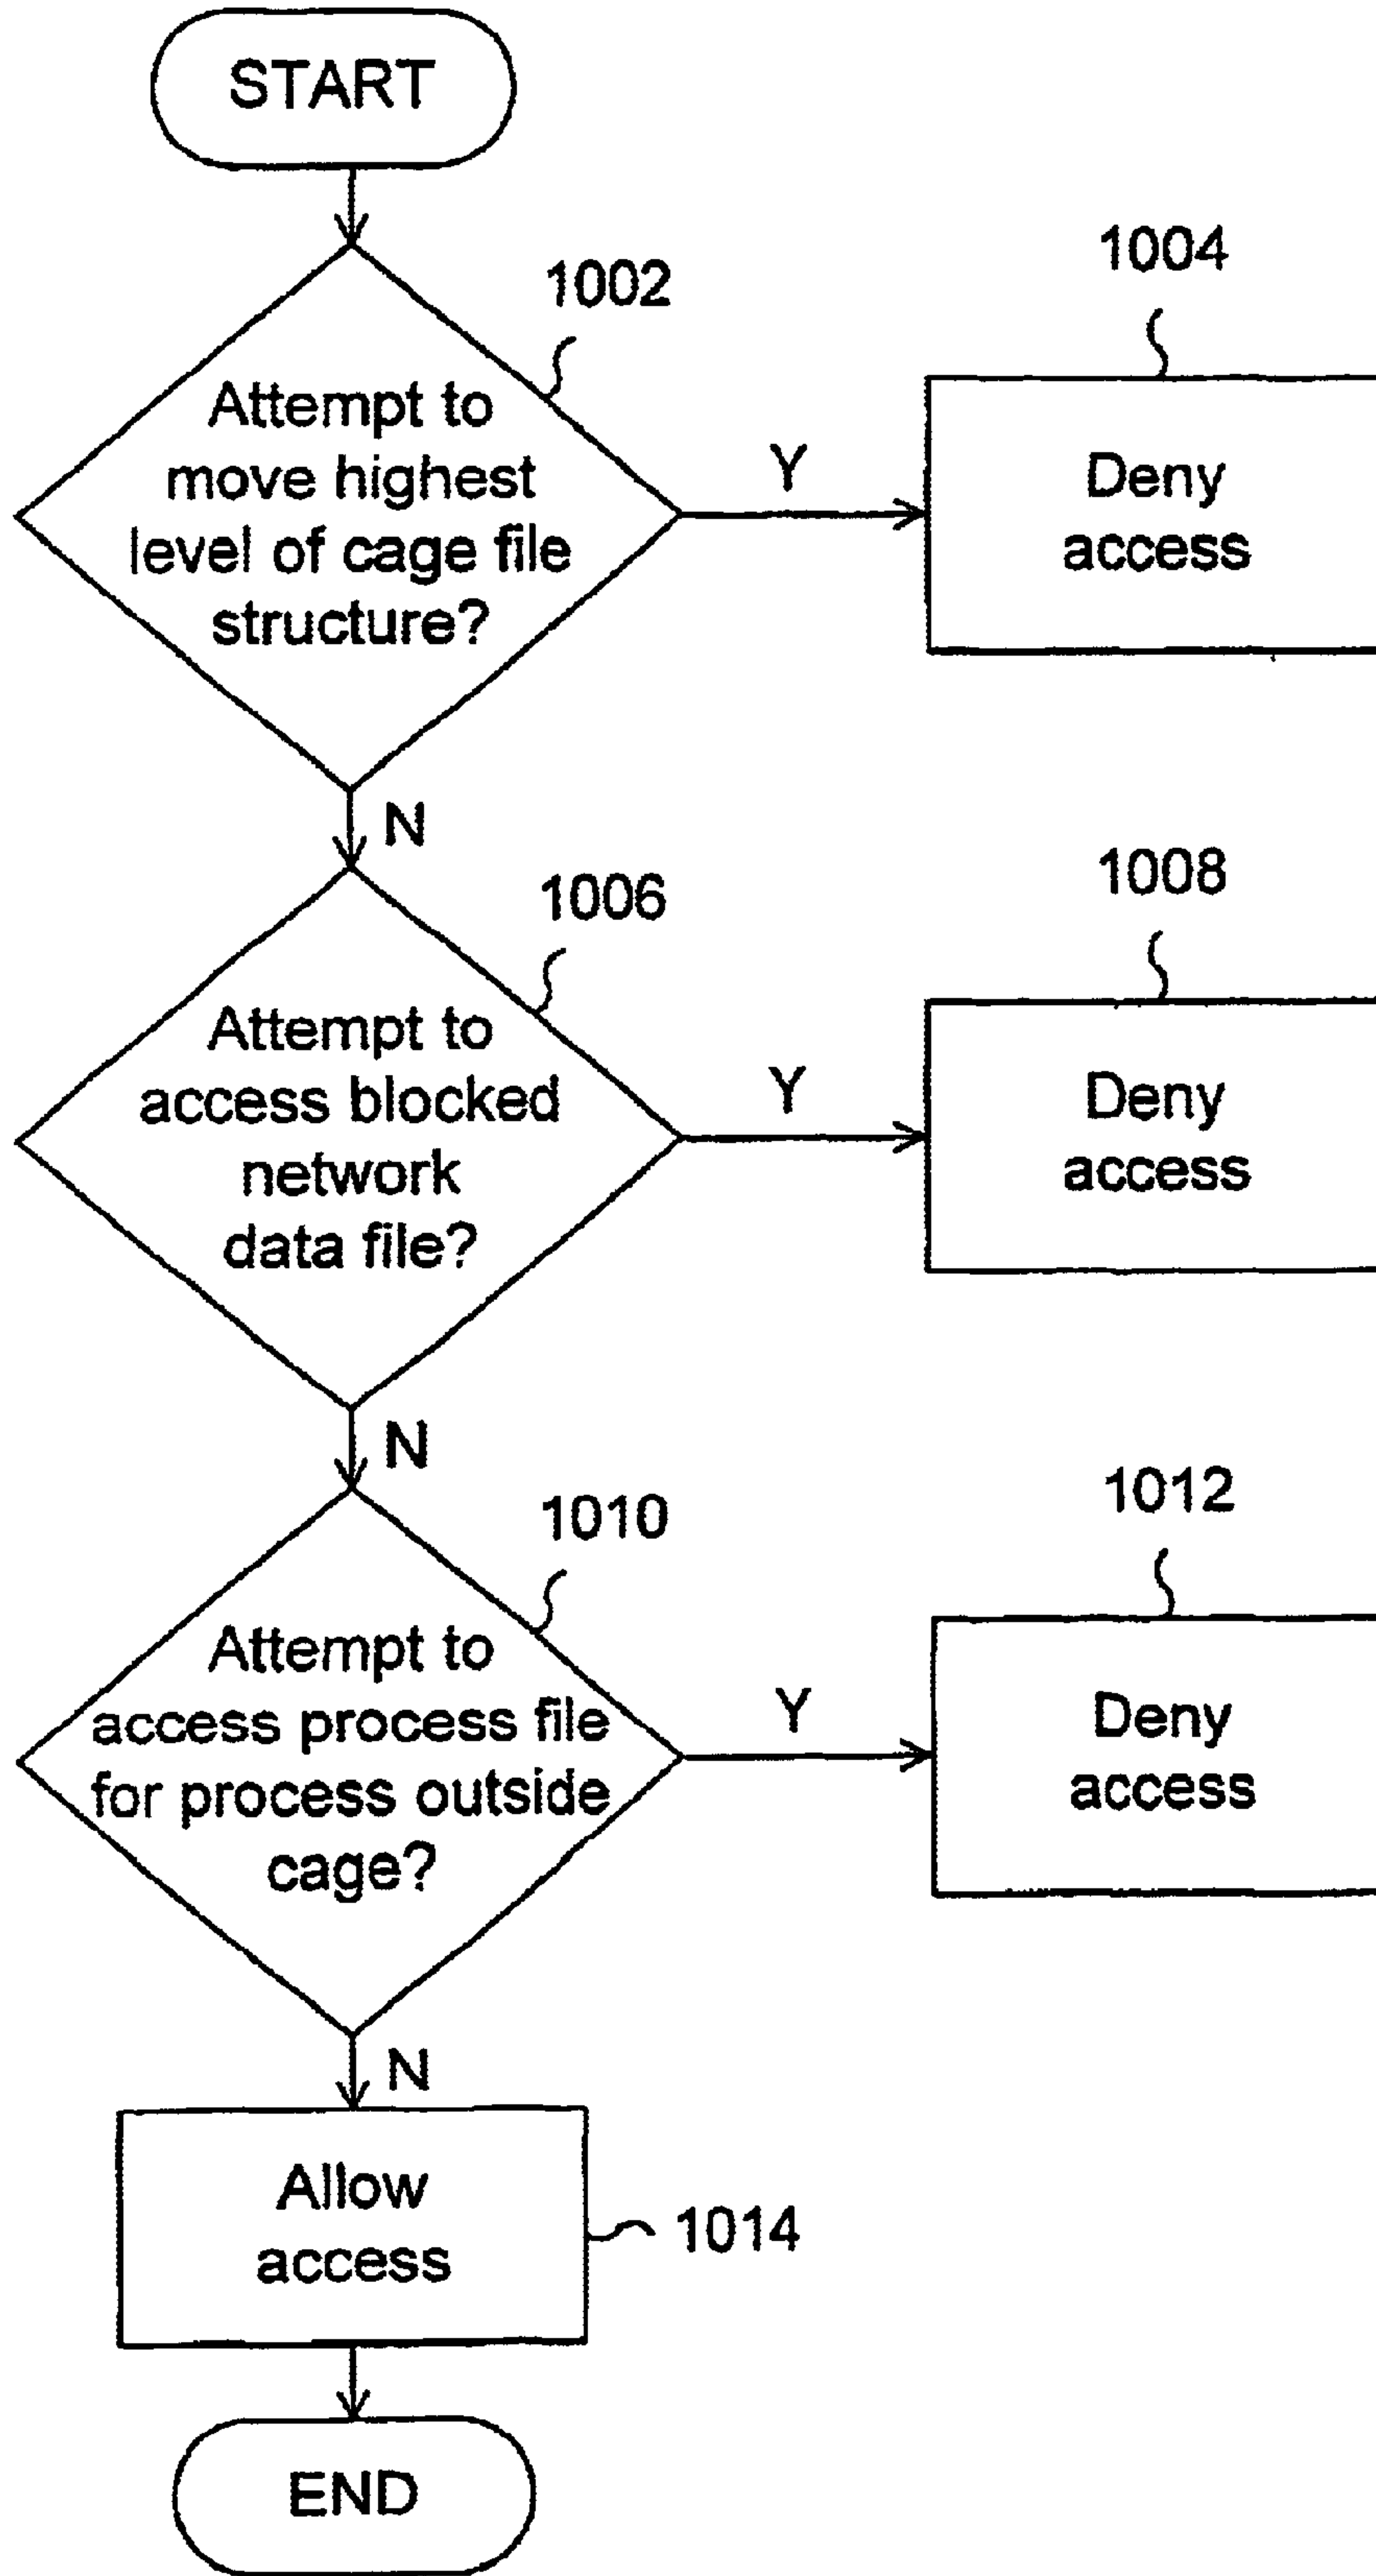 START
1002
Attempt to
move highest
level of cage file
structure?
Y
1004
Deny
access
N
1006
Attempt to
access blocked
network
data file?
Y
1008
Deny
access
N
1010
Attempt to
access process file
for process outside
cage?
Y
1012
Deny
access
N
Allow
access
1014
END